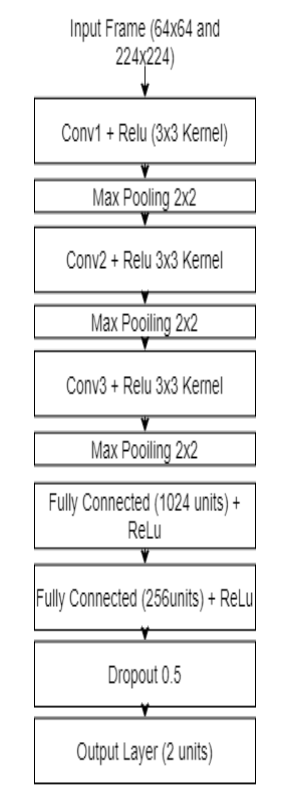 Input Frame (64x64 and
224x224)
Conv1 + Relu (3x3 Kernel)
Max Pooling 2x2
Conv2 + Relu 3x3 Kernel
Max Pooiling 2x2
Conv3 + Relu 3x3 Kernel
Max Pooiling 2x2
Fully Connected (1024 units) +
ReLu
Fully Connected (256units) + ReLu
Dropout 0.5
Output Layer (2 units)